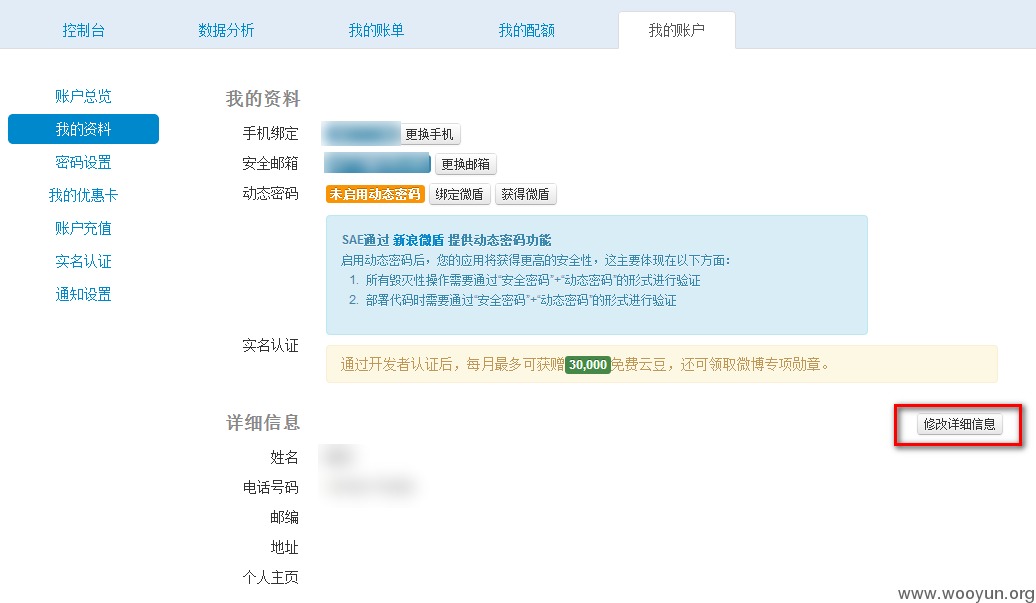 控制台 数据分析 我的账单 我的配额 我的账户
账户总览
我的资料
密码设置
我的优惠卡
账户充值
实名认证
通知设置
我的资料
手机绑定 更换手机
安全邮箱 更换邮箱
动态密码 未启用动态密码 绑定微盾 获得微盾
SAE通过 新浪微盾 提供动态密码功能
启用动态密码后，您的应用将获得更高的安全性，这主要体现在以下方面：
1. 所有毁灭性操作需要通过“安全密码”+“动态密码”的形式进行验证
2. 部署代码时需要通过“安全密码”+“动态密码”的形式进行验证
实名认证 通过开发者认证后，每月最多可获赠30,000免费云豆，还可领取微博专项勋章。
详细信息 修改详细信息
姓名
电话号码
邮编
地址
个人主页
www.wooyun.org